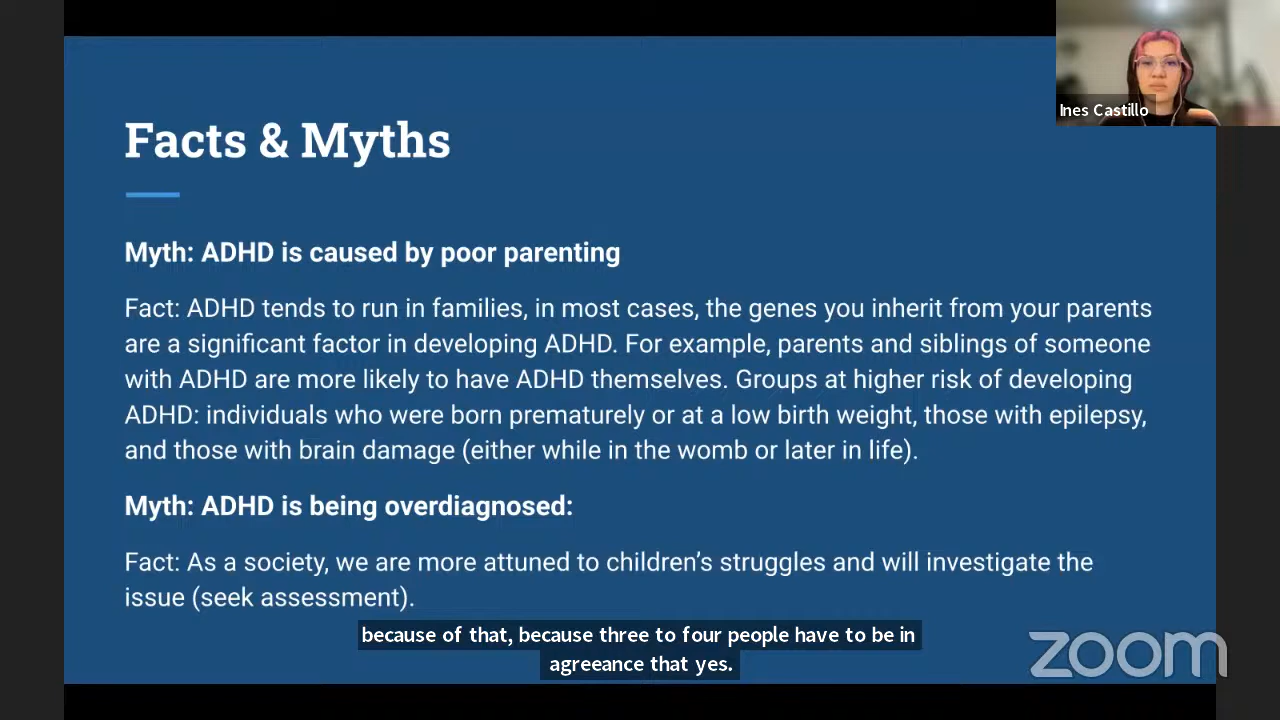 Ines Castillo
Facts & Myths
Myth: ADHD is caused by poor parenting
Fact: ADHD tends to run in families, in most cases, the genes you inherit from your parents
are a significant factor in developing ADHD. For example, parents and siblings of someone
with ADHD are more likely to have ADHD themselves. Groups at higher risk of developing
ADHD: individuals who were born prematurely or at a low birth weight, those with epilepsy,
and those with brain damage (either while in the womb or later in life).
Myth: ADHD is being overdiagnosed:
Fact: As a society, we are more attuned to children’s struggles and will investigate the
issue (seek assessment).
because of that, because three to four people have to be in
agreeance that yes.
zoom